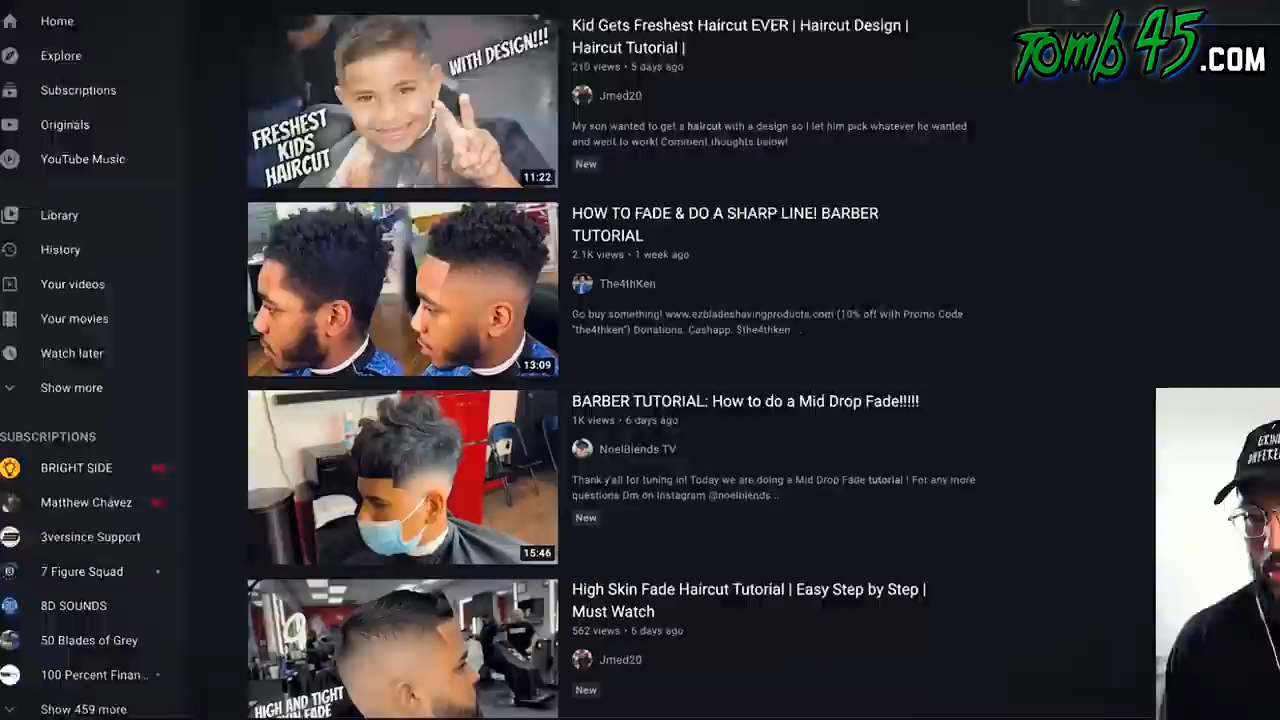 Home
Explore
Subscriptions
Originals
YouTube Music
Library
History
Your videos
Your movies
Watch later
Show more
SUBSCRIPTIONS
BRIGHT SIDE
Matthew Chávez
3versince Support
7 Figure Squad
8D SOUNDS
50 Blades of Grey
100 Percent Finan...
Show 459 more
WITH DESIGN!!!
FRESHEST
KIDS
HAIRCUT
11:22
Kid Gets Freshest Haircut EVER | Haircut Design |
Haircut Tutorial |
210 views • 5 days ago
Jmed20
My son wanted to get a haircut with a design so I let him pick whatever he wanted
and went to work! Comment thoughts below!
New
13:09
HOW TO FADE & DO A SHARP LINE! BARBER
TUTORIAL
2.1K views • 1 week ago
The4thKen
Go buy something! www.ezbladeshavingproducts.com (10% off with Promo Code
"the4thken") Donations. Cashapp. $the4thken ...
15:46
BARBER TUTORIAL: How to do a Mid Drop Fade!!!!!
1K views • 6 days ago
NoelBlends TV
Thank y'all for tuning in! Today we are doing a Mid Drop Fade tutorial ! For any more
questions Dm on Instagram @noelblends ...
New
HIGH AND TIGHT
SKIN FADE
High Skin Fade Haircut Tutorial | Easy Step by Step |
Must Watch
562 views • 5 days ago
Jmed20
New
Tomb 45.COM